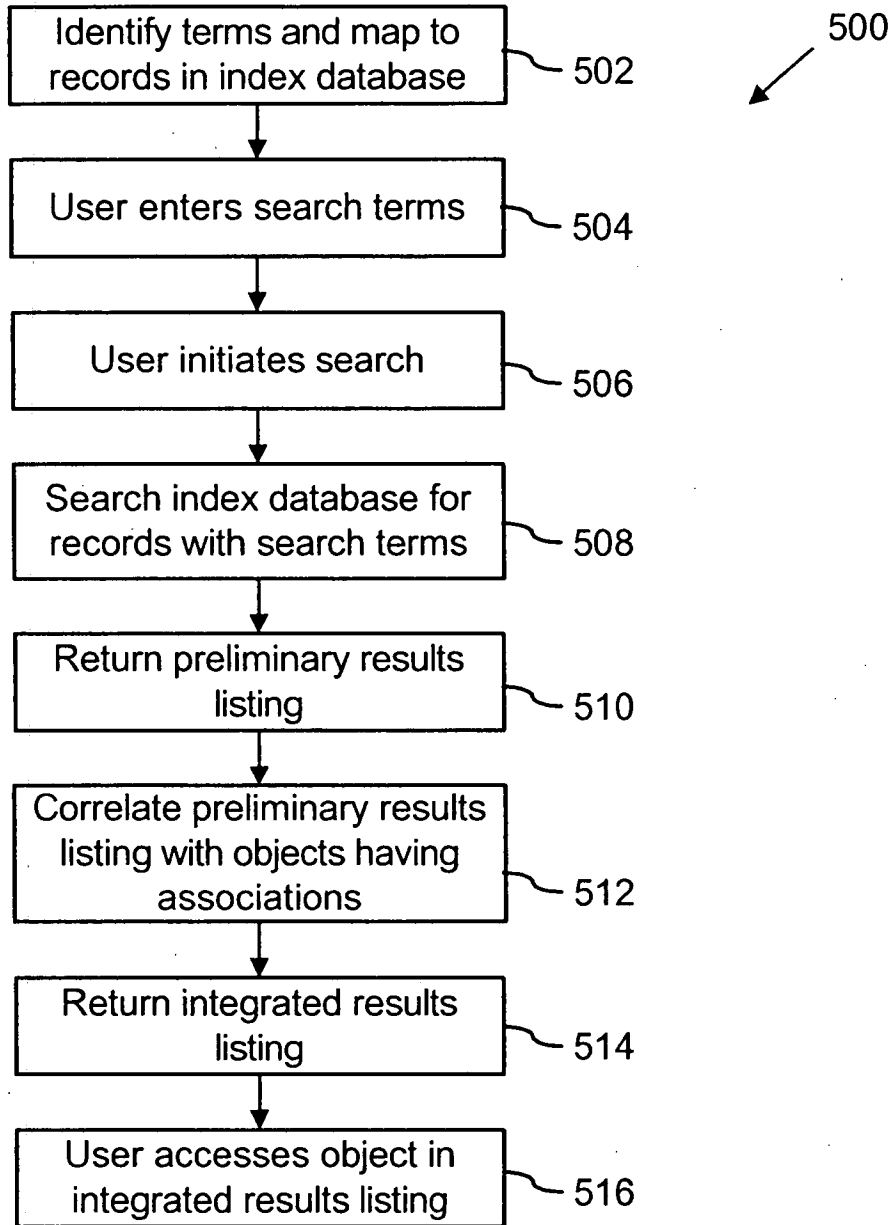 500
Identify terms and map to
records in index database
502
User enters search terms
504
User initiates search
506
Search index database for
records with search terms
508
Return preliminary results
listing
510
Correlate preliminary results
listing with objects having
associations
512
Return integrated results
listing
514
User accesses object in
integrated results listing
516